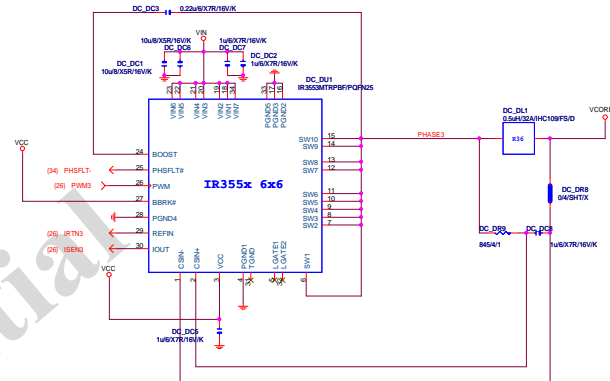 DC_DC3
0.22u/6/X7R/16V/K
VIN
10u/8/X5R/16V/K
DC_DC6
1u/6/X7R/16V/K
DC_DC7
DC_DC1
10u/8/X5R/16V/K
DC_DC2
1u/6/X7R/16V/K
DC_DU1
IR3553MTRPBF/PQFN25
23
22
21
20
19
18
34
33
17
16
VIN6
VIN5
VIN4
VIN3
VIN2
VIN1
VIN7
PGND5
PGND3
PGND2
VCC
24 BOOST
(34) PHSFLT- 25 PHSFLT#
(26) PWM3 26 PWM
27 BBRK#
28 PGND4
(26) IRTN3 29 REFIN
(26) ISEN3 30 IOUT
IR355x 6x6
SW10 15
SW9 14
SW8 13
SW7 12
SW6 11
SW5 10
SW4 9
SW3 8
SW2 7
PHASE3
DC_DL1
0.5uH/32A/IHC109/FS/D
R36
VCORE
DC_DR8
0/4/SHT/X
DC_DR9
845/4/1
DC_DC8
1u/6/X7R/16V/K
CSIN-
CSIN+
VCC
PGND1
TGND
LGATE1
LGATE2
SW1
1
2
3
4
31
5
32
6
VCC
DC_DC5
1u/6/X7R/16V/K
tial